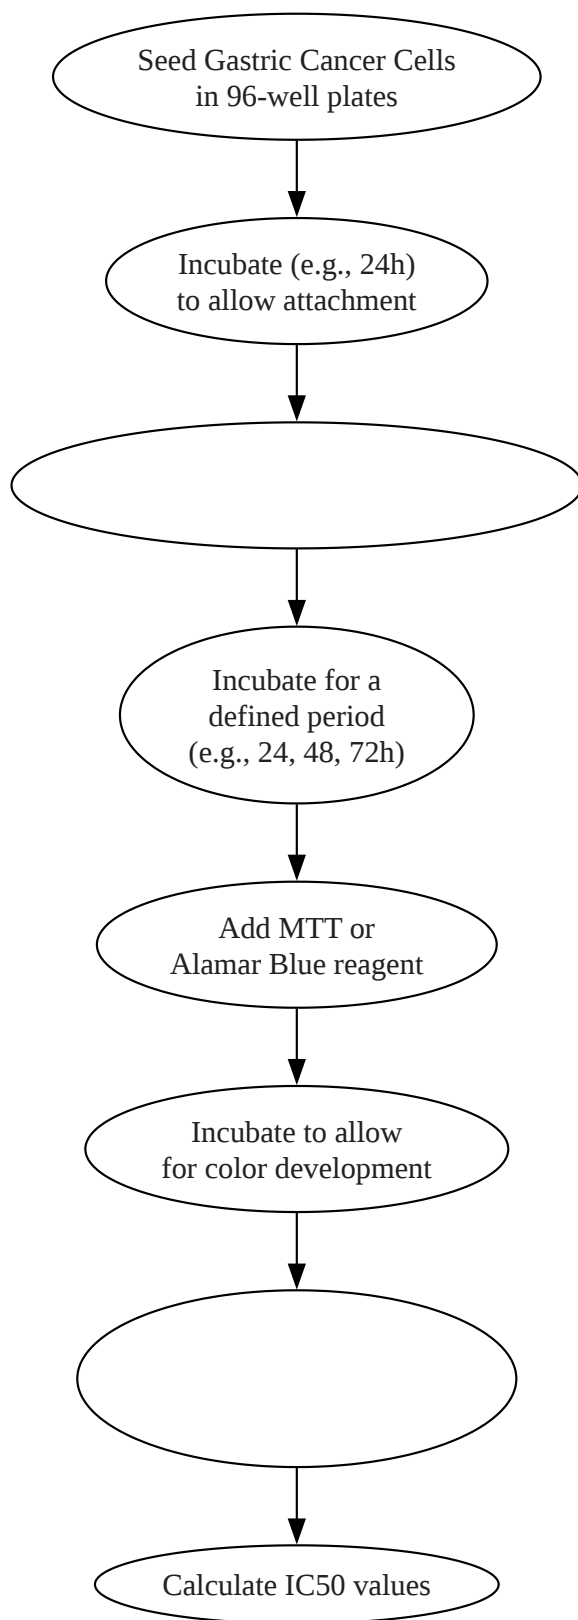 Seed Gastric Cancer Cells
in 96-well plates
Incubate (e.g., 24h)
to allow attachment
Incubate for a
defined period
(e.g., 24, 48, 72h)
Add MTT or
Alamar Blue reagent
Incubate to allow
for color development
Calculate IC50 values